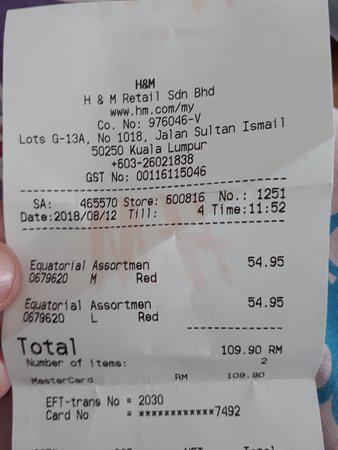 H&M
H & M Retail Sdn Bhd
www.hm.com/my
Co. No: 976046-V
Lots G-13A, No 1018, Jalan Sultan Ismail
50250 Kuala Lumpur
+603-26021838
GST No: 00116115046
SA: 465570 Store: 600816 No.: 1251
Date:2018/08/12 Till: 4 Time:11:52
Equatorial Assortmen 54.95
0679620 M Red
Equatorial Assortmen 54.95
0679620 L Red
Total 109.90 RM
Number of items: 2
MasterCard RM 109.90
EFT-trans No = 2030
Card No = ************7492